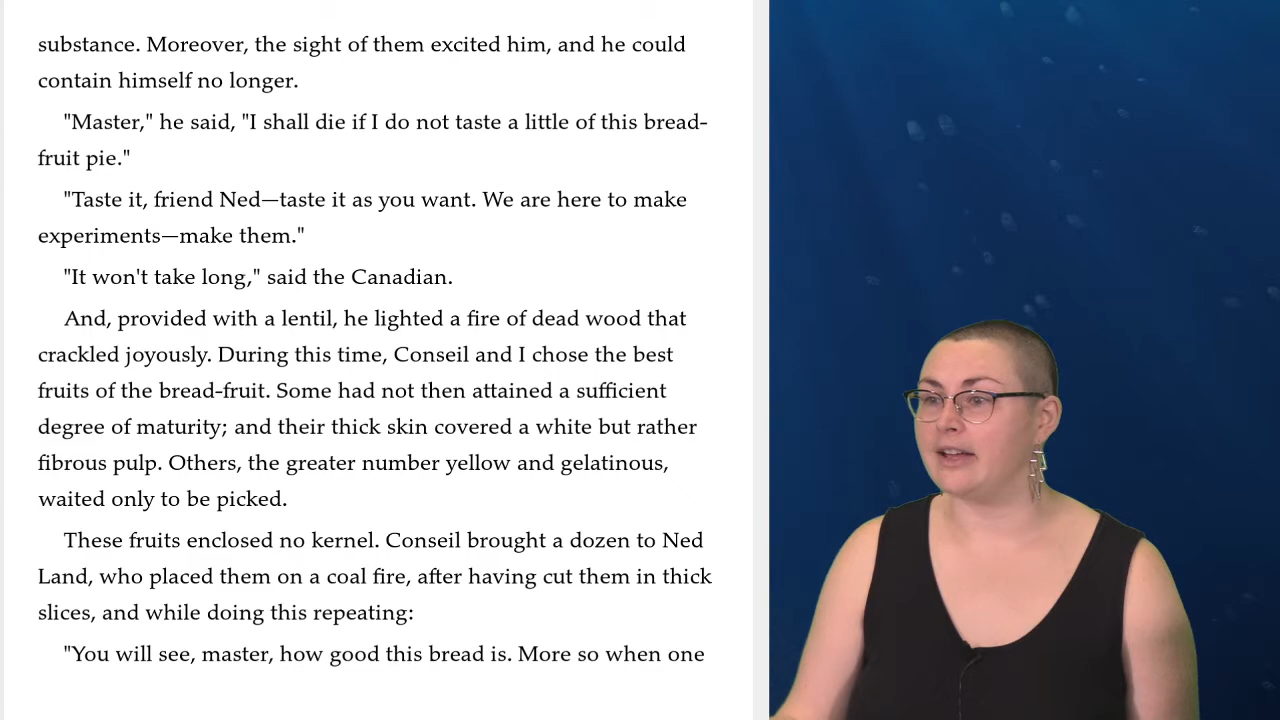 substance. Moreover, the sight of them excited him, and he could
contain himself no longer.
"Master," he said, "I shall die if I do not taste a little of this bread-
fruit pie."
"Taste it, friend Ned—taste it as you want. We are here to make
experiments—make them."
"It won't take long," said the Canadian.
And, provided with a lentil, he lighted a fire of dead wood that
crackled joyously. During this time, Conseil and I chose the best
fruits of the bread-fruit. Some had not then attained a sufficient
degree of maturity; and their thick skin covered a white but rather
fibrous pulp. Others, the greater number yellow and gelatinous,
waited only to be picked.
These fruits enclosed no kernel. Conseil brought a dozen to Ned
Land, who placed them on a coal fire, after having cut them in thick
slices, and while doing this repeating:
"You will see, master, how good this bread is. More so when one